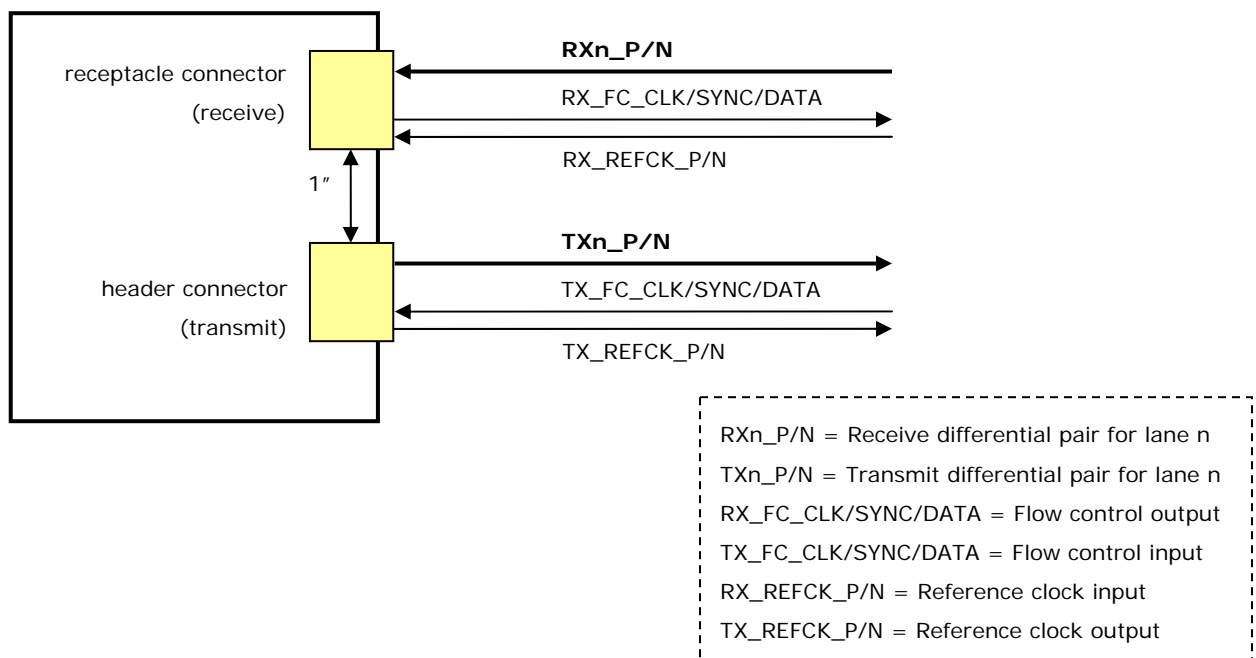 receptacle connector
(receive)
RXn_P/N
RX_FC_CLK/SYNC/DATA
RX_REFCK_P/N
1"
header connector
(transmit)
TXn_P/N
TX_FC_CLK/SYNC/DATA
TX_REFCK_P/N
RXn_P/N = Receive differential pair for lane n
TXn_P/N = Transmit differential pair for lane n
RX_FC_CLK/SYNC/DATA = Flow control output
TX_FC_CLK/SYNC/DATA = Flow control input
RX_REFCK_P/N = Reference clock input
TX_REFCK_P/N = Reference clock output